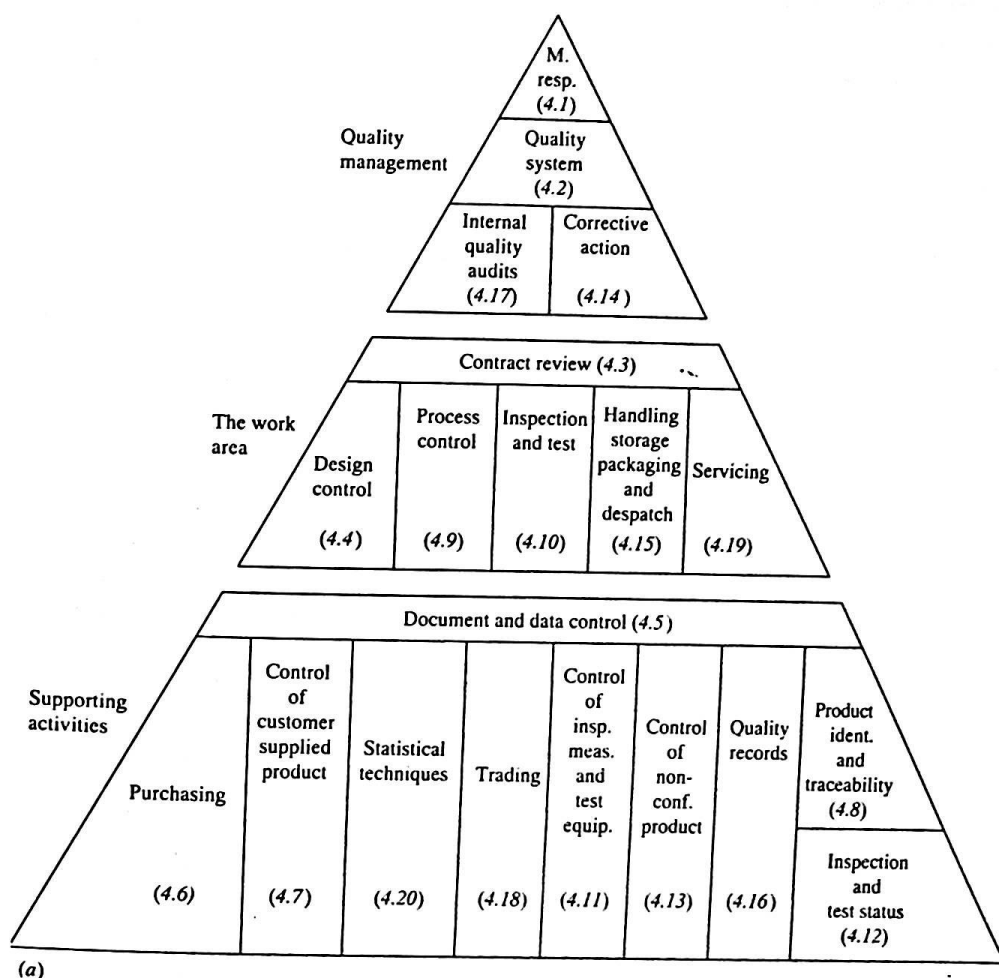 M.
resp.
(4.1)
Quality
management
Quality
system
(4.2)
Internal
quality
audits
(4.17)
Corrective
action
(4.14)
Contract review (4.3)
The work
area
Design
control
(4.4)
Process
control
(4.9)
Inspection
and test
(4.10)
Handling
storage
packaging
and
despatch
(4.15)
Servicing
(4.19)
Document and data control (4.5)
Supporting
activities
Purchasing
(4.6)
Control
of
customer
supplied
product
(4.7)
Statistical
techniques
(4.20)
Trading
(4.18)
Control
of
insp.
meas.
and
test
equip.
(4.11)
Control
of
non-
conf.
product
(4.13)
Quality
records
(4.16)
Product
ident.
and
traceability
(4.8)
Inspection
and
test status
(4.12)
(a)